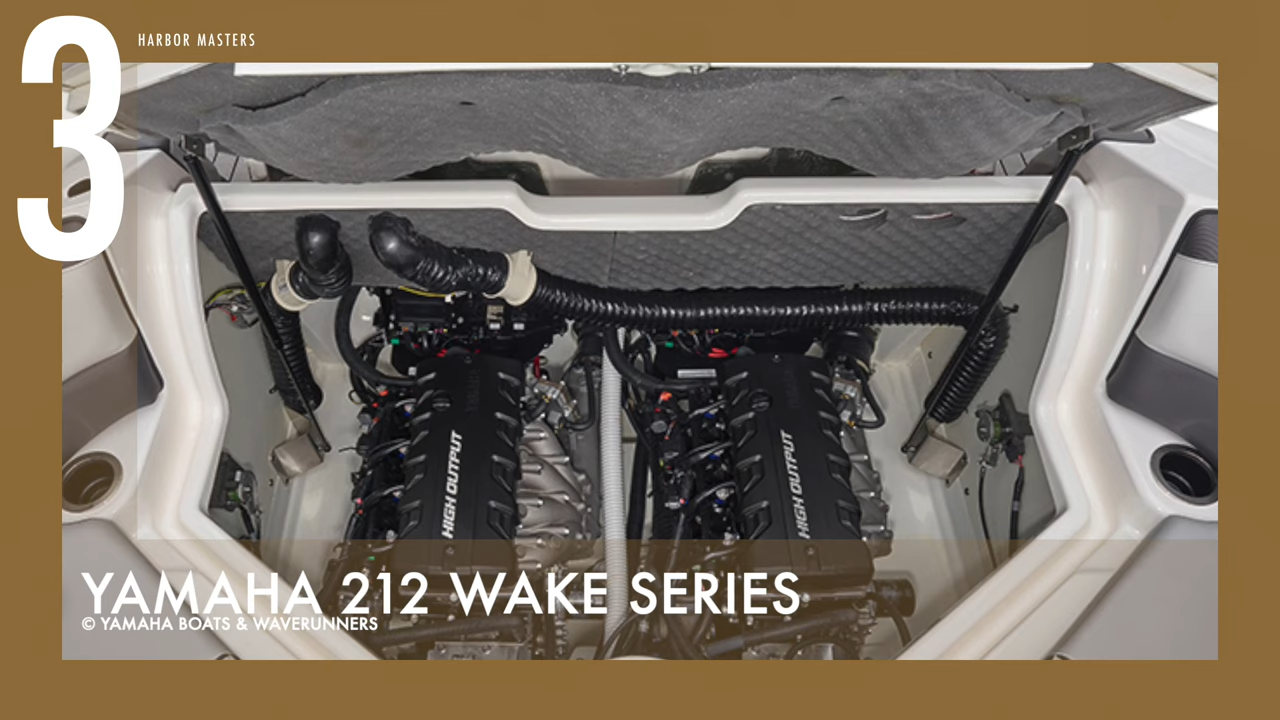 3
HARBOR MASTERS
HIGH OUTPUT
HIGH OUTPUT
YAMAHA 212 WAKE SERIES
© YAMAHA BOATS & WAVERUNNERS